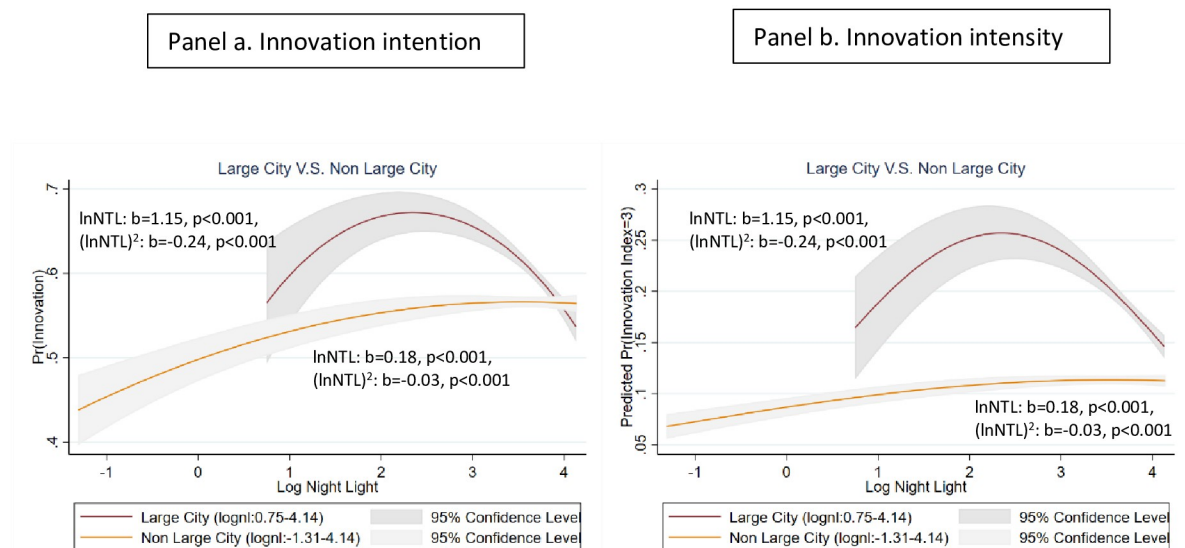 Panel a. Innovation intention
Panel b. Innovation intensity
Large City V.S. Non Large City
Pr(Innovation)
.7
.6
.5
.4
lnNTL: b=1.15, p<0.001,
(lnNTL)²: b=-0.24, p<0.001
lnNTL: b=0.18, p<0.001,
(lnNTL)²: b=-0.03, p<0.001
-1 0 1 2 3 4
Log Night Light
Large City (lognl:0.75-4.14) 95% Confidence Level
Non Large City (lognl:-1.31-4.14) 95% Confidence Level
Large City V.S. Non Large City
Predicted Pr(Innovation Index=3)
.3
.25
.2
.15
.1
.05
lnNTL: b=1.15, p<0.001,
(lnNTL)²: b=-0.24, p<0.001
lnNTL: b=0.18, p<0.001,
(lnNTL)²: b=-0.03, p<0.001
-1 0 1 2 3 4
Log Night Light
Large City (lognl:0.75-4.14) 95% Confidence Level
Non Large City (lognl:-1.31-4.14) 95% Confidence Level